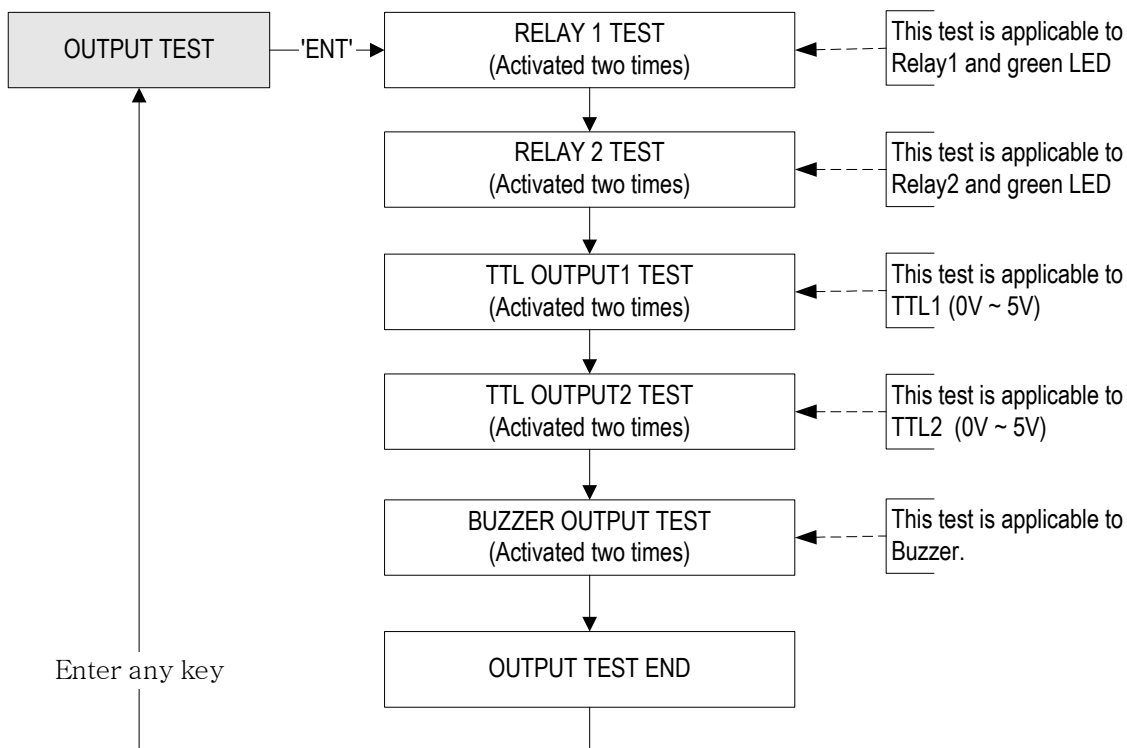 OUTPUT TEST
'ENT'
RELAY 1 TEST
(Activated two times)
This test is applicable to
Relay1 and green LED
RELAY 2 TEST
(Activated two times)
This test is applicable to
Relay2 and green LED
TTL OUTPUT1 TEST
(Activated two times)
This test is applicable to
TTL1 (0V ~ 5V)
TTL OUTPUT2 TEST
(Activated two times)
This test is applicable to
TTL2 (0V ~ 5V)
BUZZER OUTPUT TEST
(Activated two times)
This test is applicable to
Buzzer.
OUTPUT TEST END
Enter any key